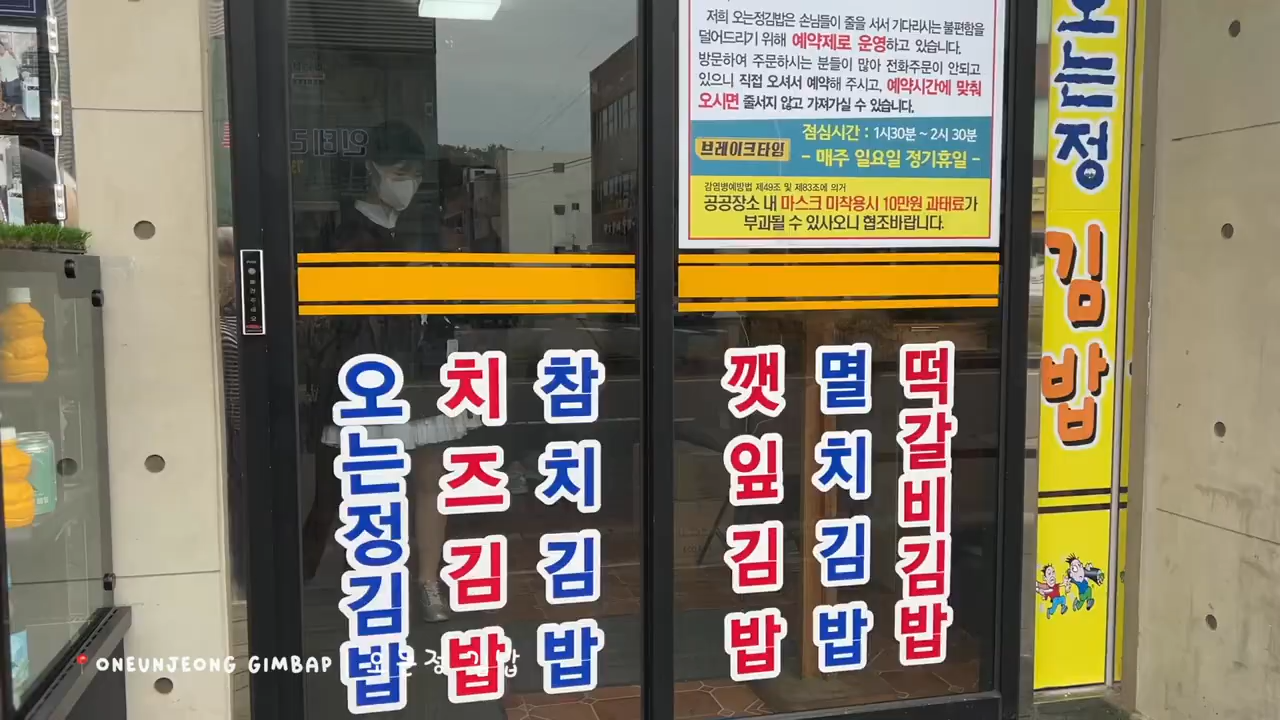 저희 오는정김밥은 손님들이 줄을 서서 기다리시는 불편함을
덜어드리기 위해 예약제로 운영하고 있습니다.
방문하여 주문하시는 분들이 많아 전화주문이 안되고
있으니 직접 오셔서 예약해 주시고, 예약시간에 맞춰
오시면 줄서지 않고 가져가실 수 있습니다.
브레이크타임
점심시간 : 1시30분 ~ 2시 30분
- 매주 일요일 정기휴일 -
감염병예방법 제49조 및 제83조에 의거
공공장소 내 마스크 미착용시 10만원 과태료가
부과될 수 있사오니 협조바랍니다.
오는정김밥
치즈김밥
참치김밥
깻잎김밥
멸치김밥
떡갈비김밥
오는정 김밥
ONEUNJEONG GIMBAP 오는정김밥